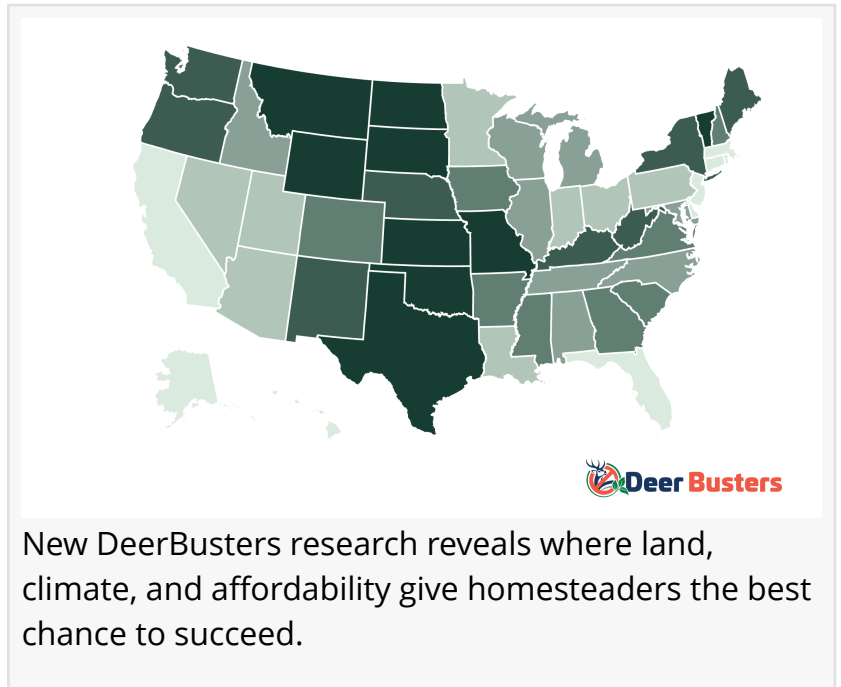 Deer Busters
New DeerBusters research reveals where land,
climate, and affordability give homesteaders the best
chance to succeed.